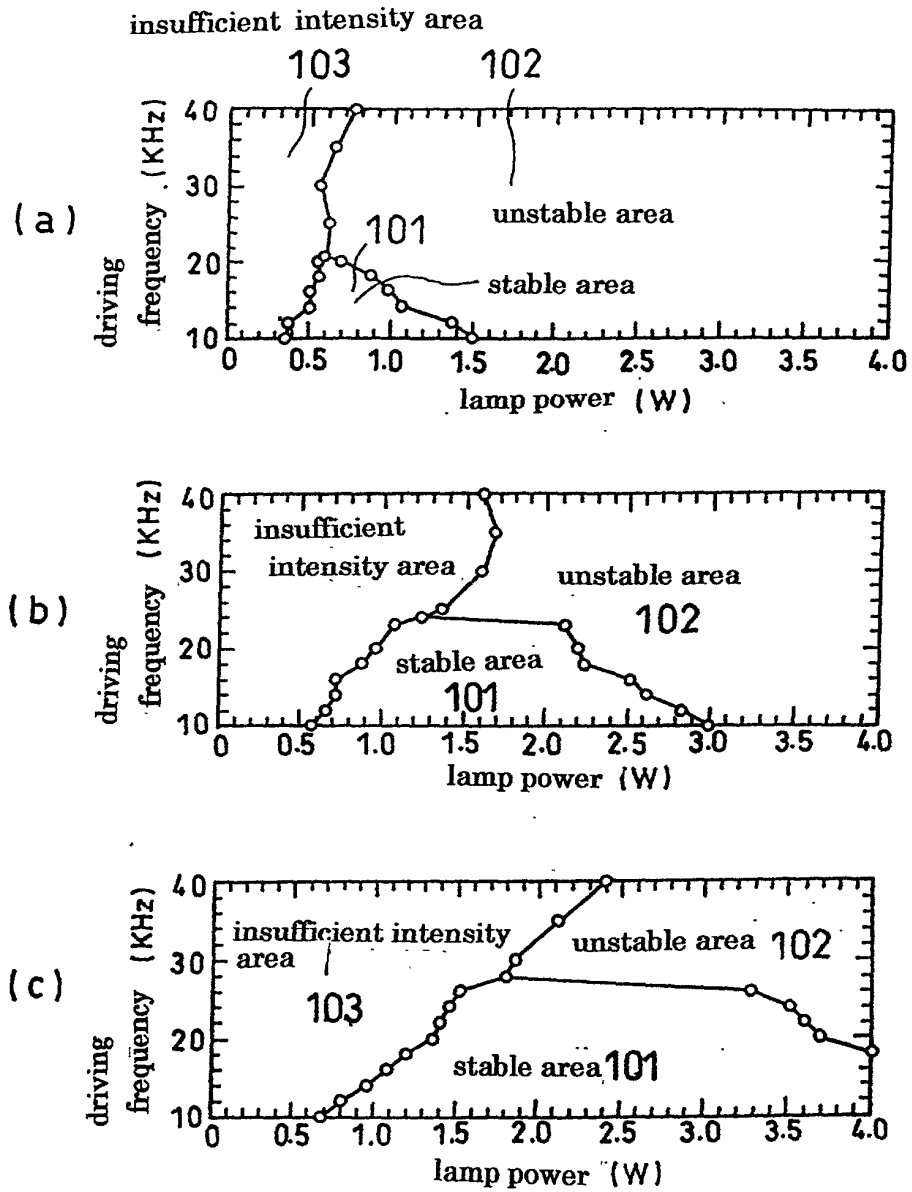 insufficient intensity area
103
102
(a)
driving
frequency (KHz)
40
30
20
10
101
unstable area
stable area
0 0.5 1.0 1.5 2.0 2.5 3.0 3.5 4.0
lamp power (W)
(b)
driving
frequency (KHz)
40
30
20
10
insufficient
intensity area
unstable area
102
stable area
101
0 0.5 1.0 1.5 2.0 2.5 3.0 3.5 4.0
lamp power (W)
(c)
driving
frequency (KHz)
40
30
20
10
insufficient intensity
area
103
unstable area 102
stable area 101
0 0.5 1.0 1.5 2.0 2.5 3.0 3.5 4.0
lamp power (W)